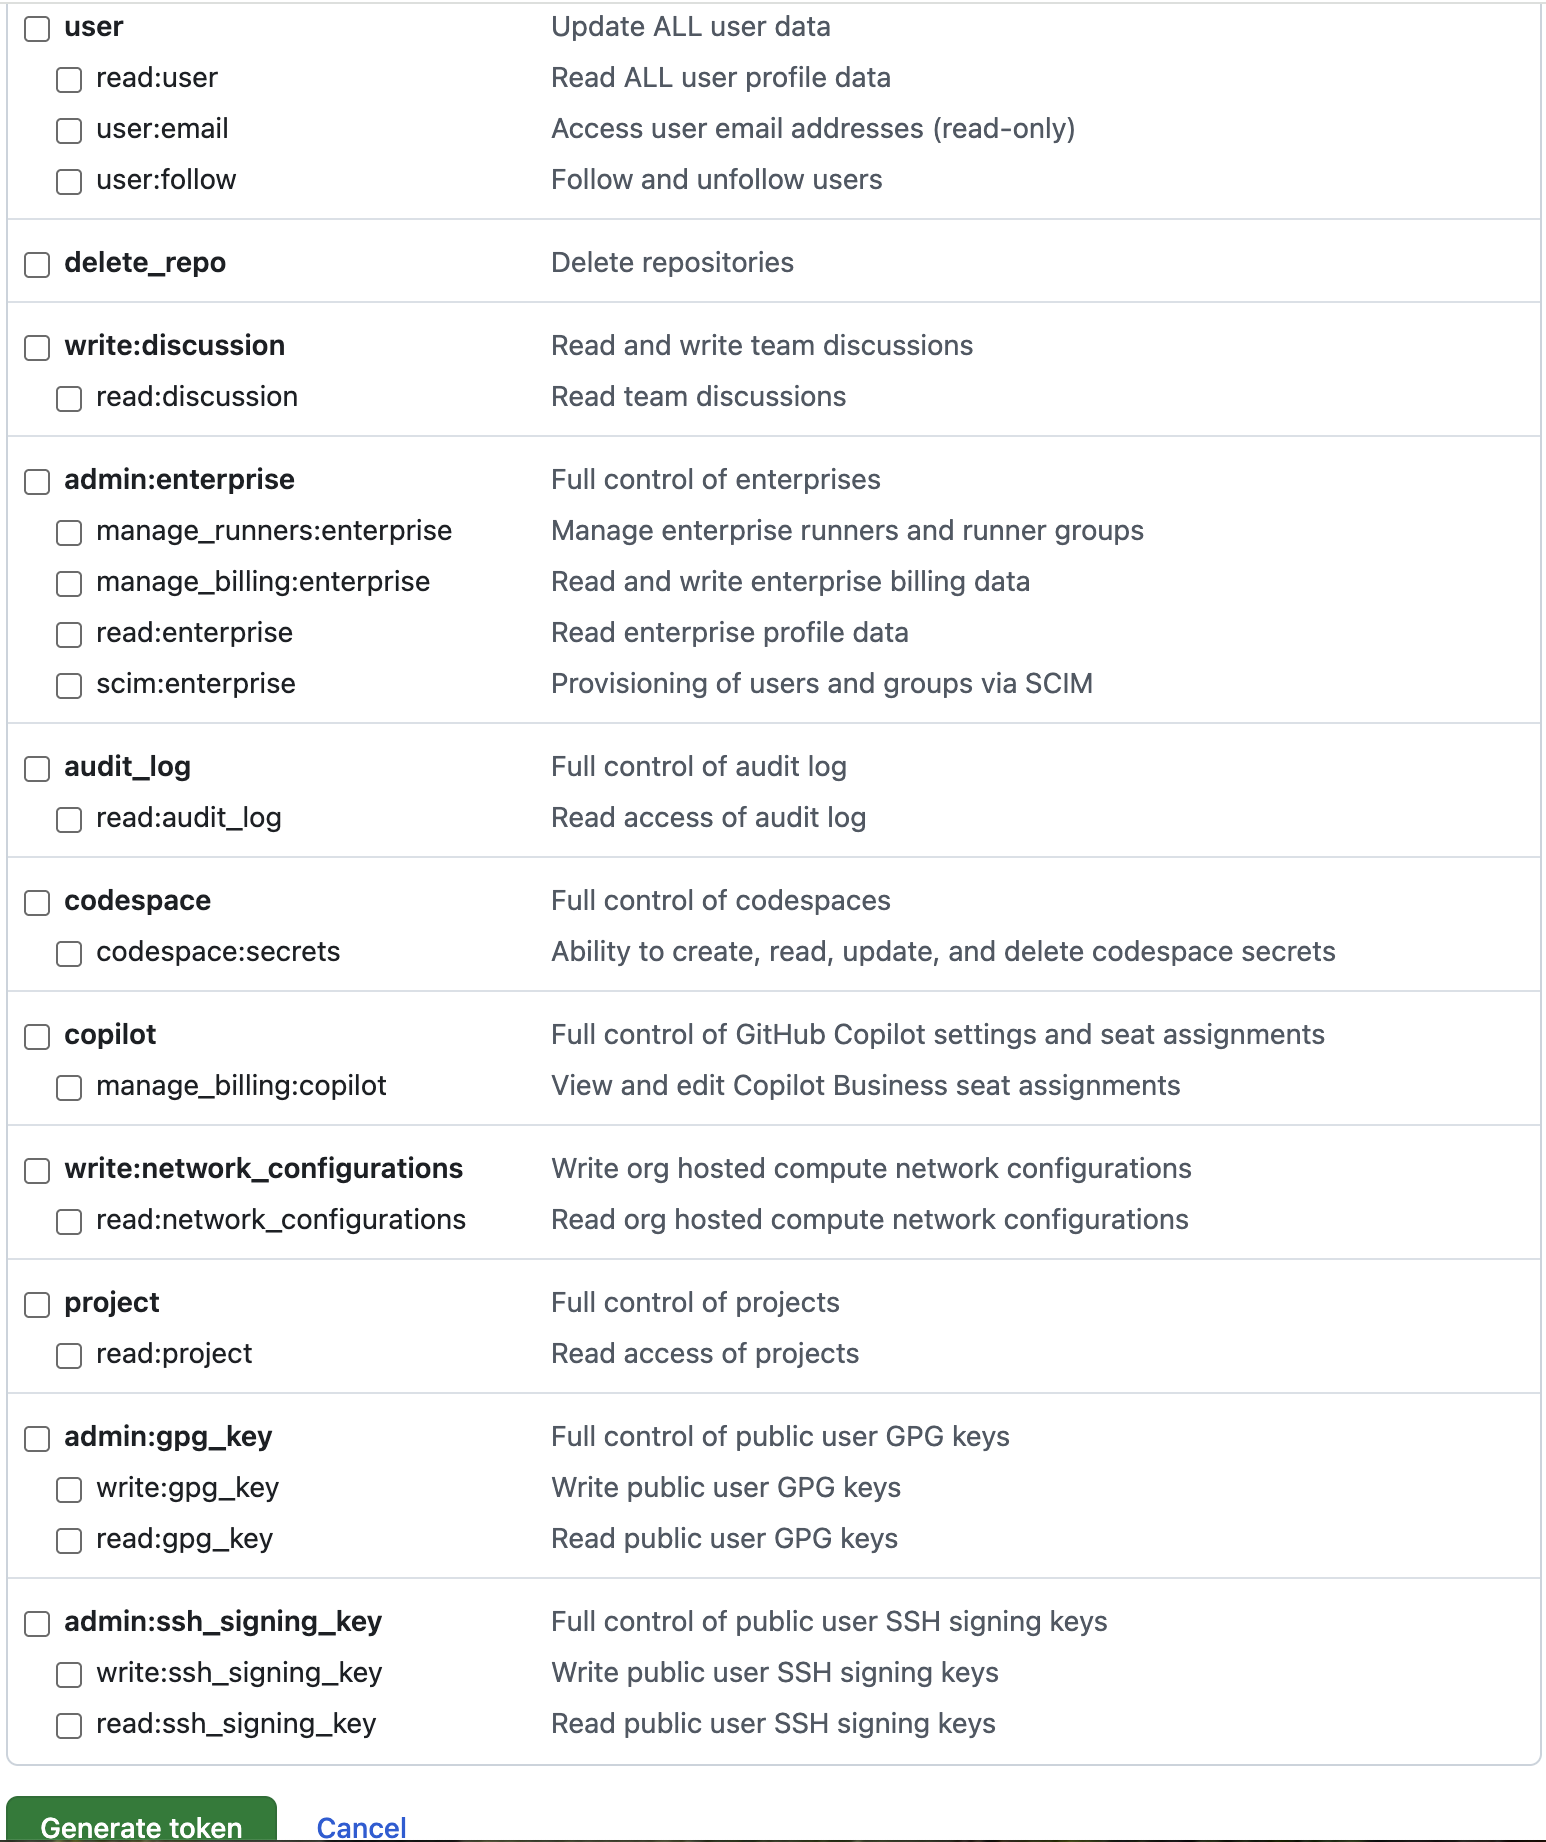 user Update ALL user data
read:user Read ALL user profile data
user:email Access user email addresses (read-only)
user:follow Follow and unfollow users
delete_repo Delete repositories
write:discussion Read and write team discussions
read:discussion Read team discussions
admin:enterprise Full control of enterprises
manage_runners:enterprise Manage enterprise runners and runner groups
manage_billing:enterprise Read and write enterprise billing data
read:enterprise Read enterprise profile data
scim:enterprise Provisioning of users and groups via SCIM
audit_log Full control of audit log
read:audit_log Read access of audit log
codespace Full control of codespaces
codespace:secrets Ability to create, read, update, and delete codespace secrets
copilot Full control of GitHub Copilot settings and seat assignments
manage_billing:copilot View and edit Copilot Business seat assignments
write:network_configurations Write org hosted compute network configurations
read:network_configurations Read org hosted compute network configurations
project Full control of projects
read:project Read access of projects
admin:gpg_key Full control of public user GPG keys
write:gpg_key Write public user GPG keys
read:gpg_key Read public user GPG keys
admin:ssh_signing_key Full control of public user SSH signing keys
write:ssh_signing_key Write public user SSH signing keys
read:ssh_signing_key Read public user SSH signing keys
Generate token Cancel